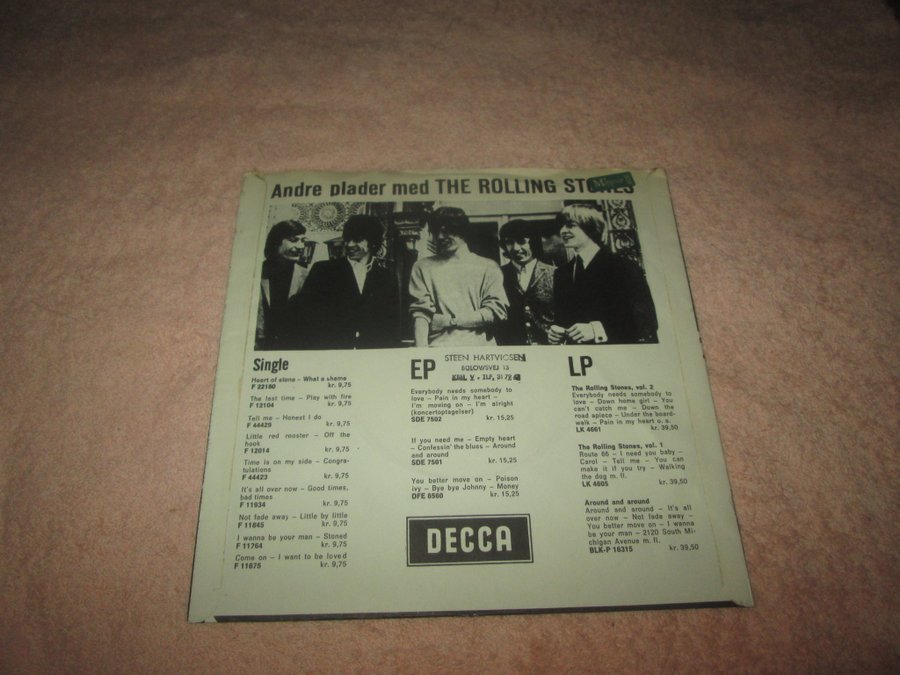 Andre plader med THE ROLLING STONES
Single
Heart of stone – What a shame
F 22180 kr. 9,75
The last time – Play with fire
F 12104 kr. 9,75
Tell me – Honest I do
F 44429 kr. 9,75
Little red rooster – Off the
hook
F 12014 kr. 9,75
Time is on my side – Congra-
tulations
F 44423 kr. 9,75
It's all over now – Good times,
bad times
F 11934 kr. 9,75
Not fade away – Little by little
F 11845 kr. 9,75
I wanna be your man – Stoned
F 11764 kr. 9,75
Come on – I want to be loved
F 11675 kr. 9,75
EP
STEEN HARTVIGSEN
BÜLOWSVEJ 13
Everybody needs somebody to
love – Pain in my heart –
I'm moving on – I'm alright
(koncertoptagelser)
SDE 7502 kr. 15,25
If you need me – Empty heart
– Confessin' the blues – Around
and around
SDE 7501 kr. 15,25
You better move on – Poison
ivy – Bye bye Johnny – Money
DFE 8560 kr. 15,25
DECCA
LP
The Rolling Stones, vol. 2
Everybody needs somebody to
love – Down home girl – You
can't catch me – Down the
road apiece – Under the board-
walk – Pain in my heart o. a.
LK 4661 kr. 39,50
The Rolling Stones, vol. 1
Route 66 – I need you baby –
Carol – Tell me – You can
make it if you try – Walking
the dog m. fl.
LK 4605 kr. 39,50
Around and around
Around and around – It's all
over now – Not fade away –
You better move on – I wanna
be your man – 2120 South Mi-
chigan Avenue m. fl.
BLK-P 16315 kr. 39,50